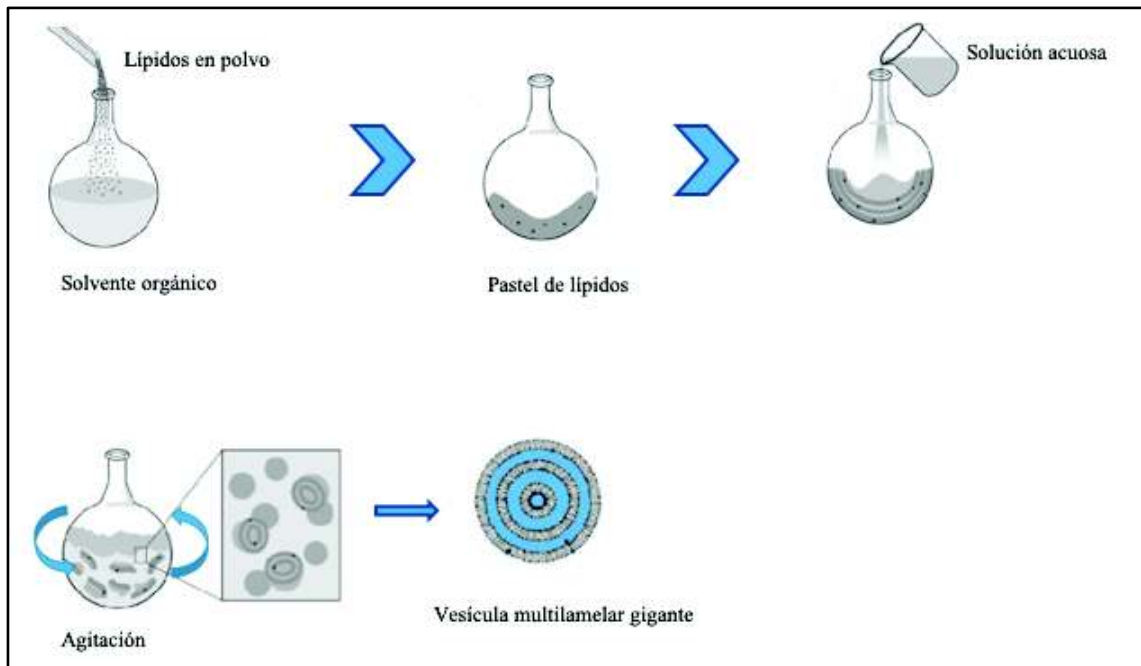 Lípidos en polvo
Solución acuosa
Solvente orgánico
Pastel de lípidos
Agitación
Vesícula multilamelar gigante